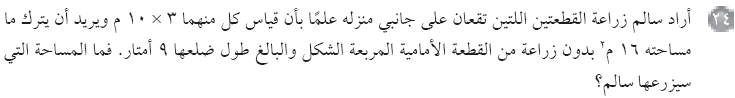 ٢٤ أراد سالم زراعة القطعتين اللتين تقعان على جانبي منزله علمًا بأن قياس كل منهما ٣ × ١٠ م ويريد أن يترك ما
مساحته ١٦ م٢ بدون زراعة من القطعة الأمامية المربعة الشكل والبالغ طول ضلعها ٩ أمتار. فما المساحة التي
سيزرعها سالم؟